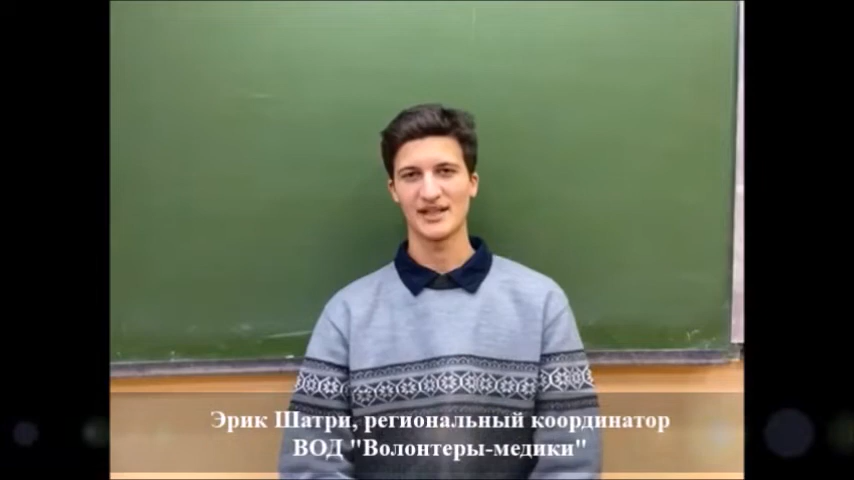 Эрик Шатри, региональный координатор
ВОД "Волонтеры-медики"